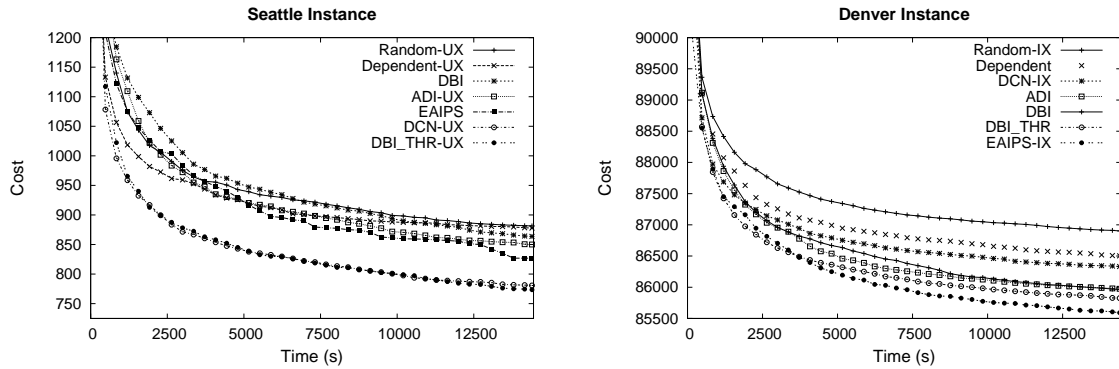 Seattle Instance
1200
1150
1100
1050
1000
950
900
850
800
750
Cost
0
2500
5000
7500
10000
12500
Time (s)
Random-UX
Dependent-UX
DBI
ADI-UX
EAIPS
DCN-UX
DBI_THR-UX
Denver Instance
90000
89500
89000
88500
88000
87500
87000
86500
86000
85500
Cost
0
2500
5000
7500
10000
12500
Time (s)
Random-IX
Dependent
DCN-IX
ADI
DBI
DBI_THR
EAIPS-IX